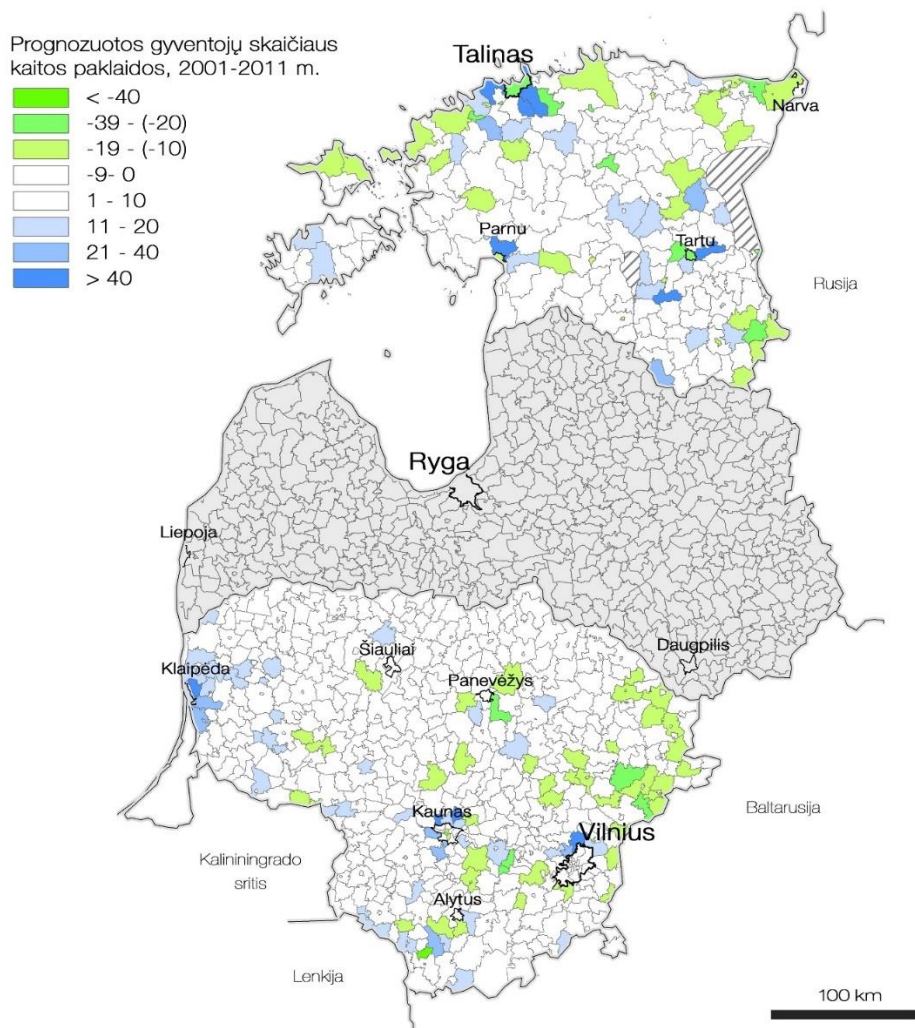 Prognozuotos gyventojų skaičiaus
kaitos paklaidos, 2001-2011 m.
< -40
-39 - (-20)
-19 - (-10)
-9- 0
1 - 10
11 - 20
21 - 40
> 40
Talinas
Narva
Parnu
Tartu
Rusija
Ryga
Liepoja
Daugpilis
Šiauliai
Klaipėda
Panevėžys
Baltarusija
Kaunas
Vilnius
Kalininingrado
sritis
Alytus
Lenkija
100 km